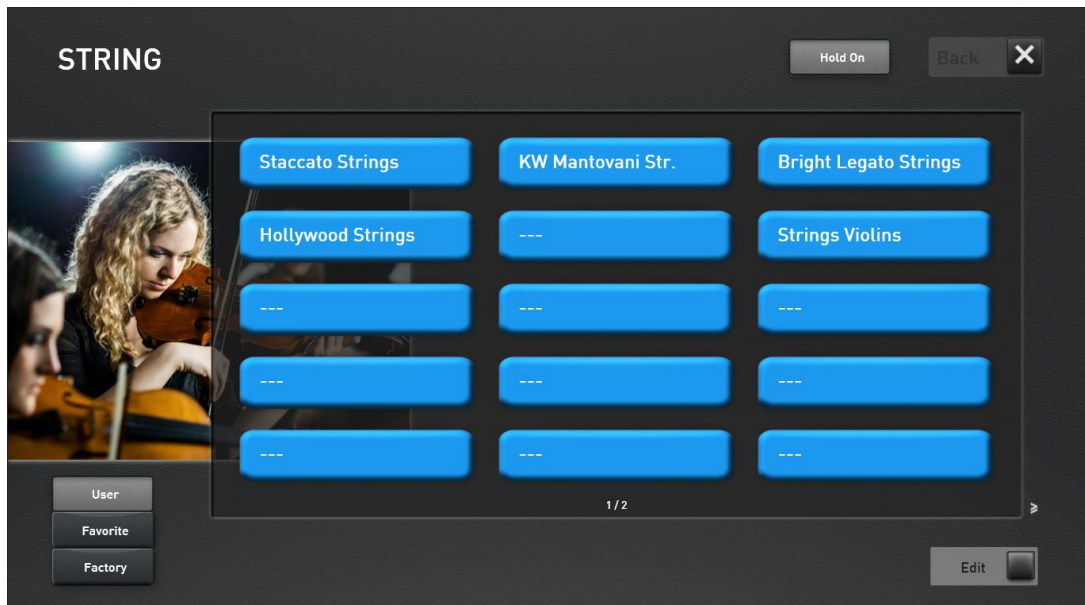 STRING
Hold On
Back
Staccato Strings
KW Mantovani Str.
Bright Legato Strings
Hollywood Strings
---
Strings Violins
---
---
---
---
---
---
---
---
---
1/2
User
Favorite
Factory
Edit